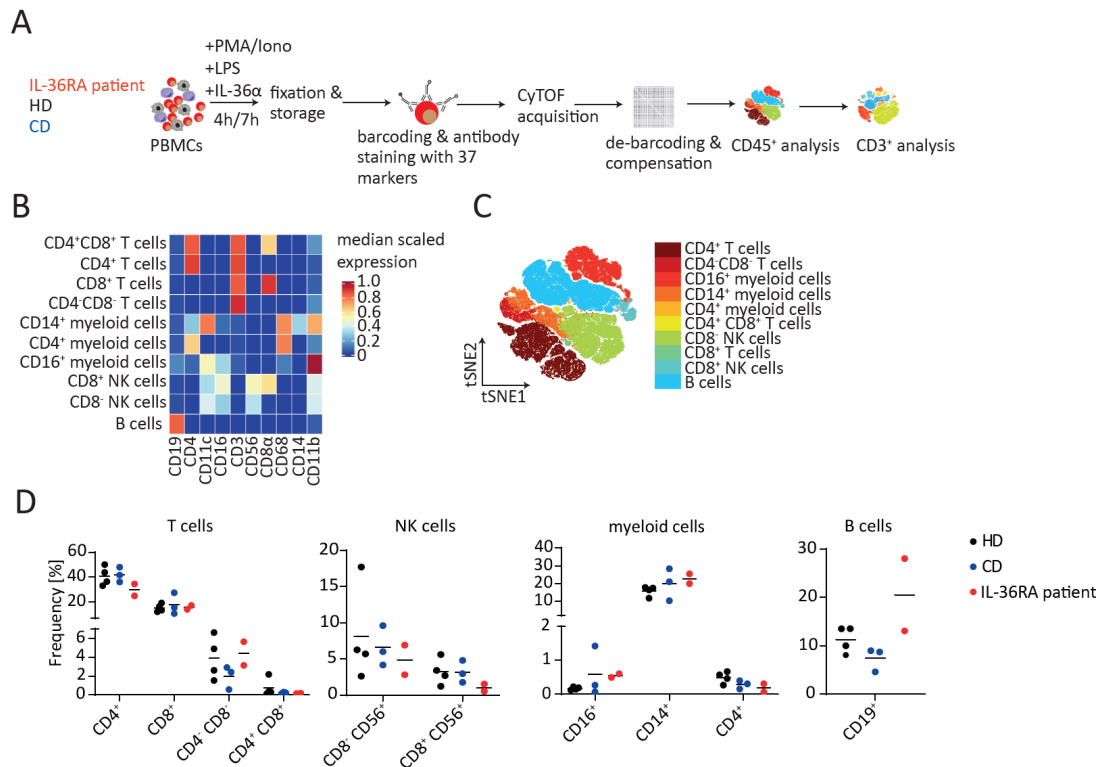 A
IL-36RA patient
HD
CD
PBMCs
+PMA/Iono
+LPS
+IL-36α
4h/7h
fixation &
storage
barcoding & antibody
staining with 37
markers
CyTOF
acquisition
de-barcoding &
compensation
CD45⁺ analysis
CD3⁺ analysis
B
CD4⁺CD8⁺ T cells
CD4⁺ T cells
CD8⁺ T cells
CD4⁻CD8⁻ T cells
CD14⁺ myeloid cells
CD4⁺ myeloid cells
CD16⁺ myeloid cells
CD8⁺ NK cells
CD8⁻ NK cells
B cells
CD19
CD4
CD11c
CD16
CD3
CD56
CD8α
CD68
CD14
CD11b
median scaled
expression
1.0
0.8
0.6
0.4
0.2
0
C
tSNE2
tSNE1
CD4⁺ T cells
CD4⁻CD8⁻ T cells
CD16⁺ myeloid cells
CD14⁺ myeloid cells
CD4⁺ myeloid cells
CD4⁺ CD8⁺ T cells
CD8⁻ NK cells
CD8⁺ T cells
CD8⁺ NK cells
B cells
D
T cells
Frequency [%]
60
40
20
6
4
2
0
CD4⁺
CD8⁺
CD4⁻ CD8⁻
CD4⁺ CD8⁺
NK cells
20
15
10
5
0
CD8⁻ CD56⁺
CD8⁺ CD56⁺
myeloid cells
40
30
20
10
2
1
0
CD16⁺
CD14⁺
CD4⁺
B cells
30
20
10
0
CD19⁺
HD
CD
IL-36RA patient